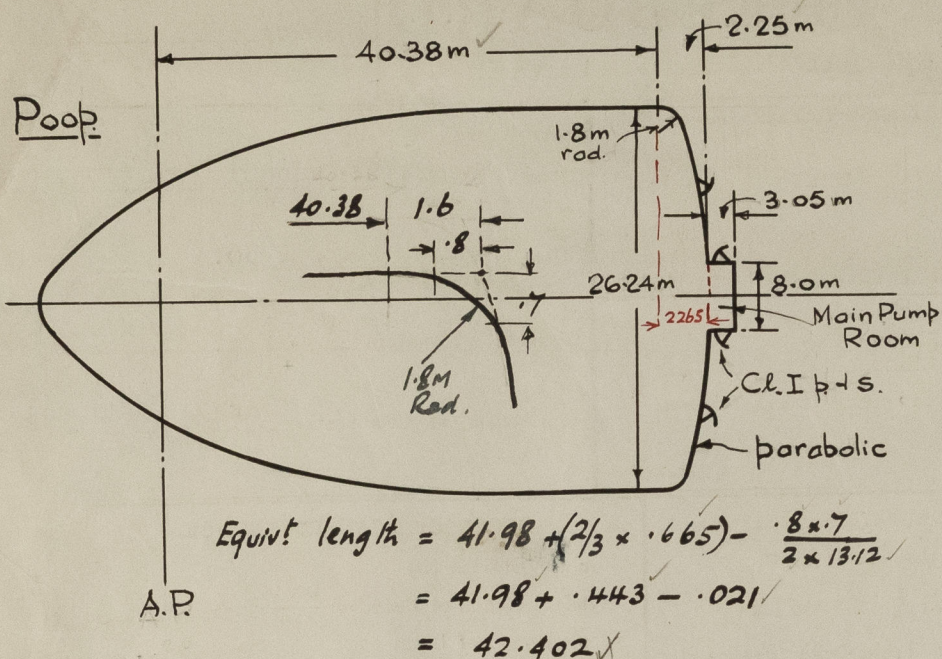 2.25m
40.38m
Poop.
1.8m
rad.
3.05m
40.38 1.6
.8
26.24m
8.0m
.7
2265
Main Pump
Room
1.8M
Rad.
Cl. I p + s.
parabolic
Equivt. length = 41.98 + (2/3 x .665) - .8 x .7 / 2 x 13.12
= 41.98 + .443 - .021
= 42.402
A.P.